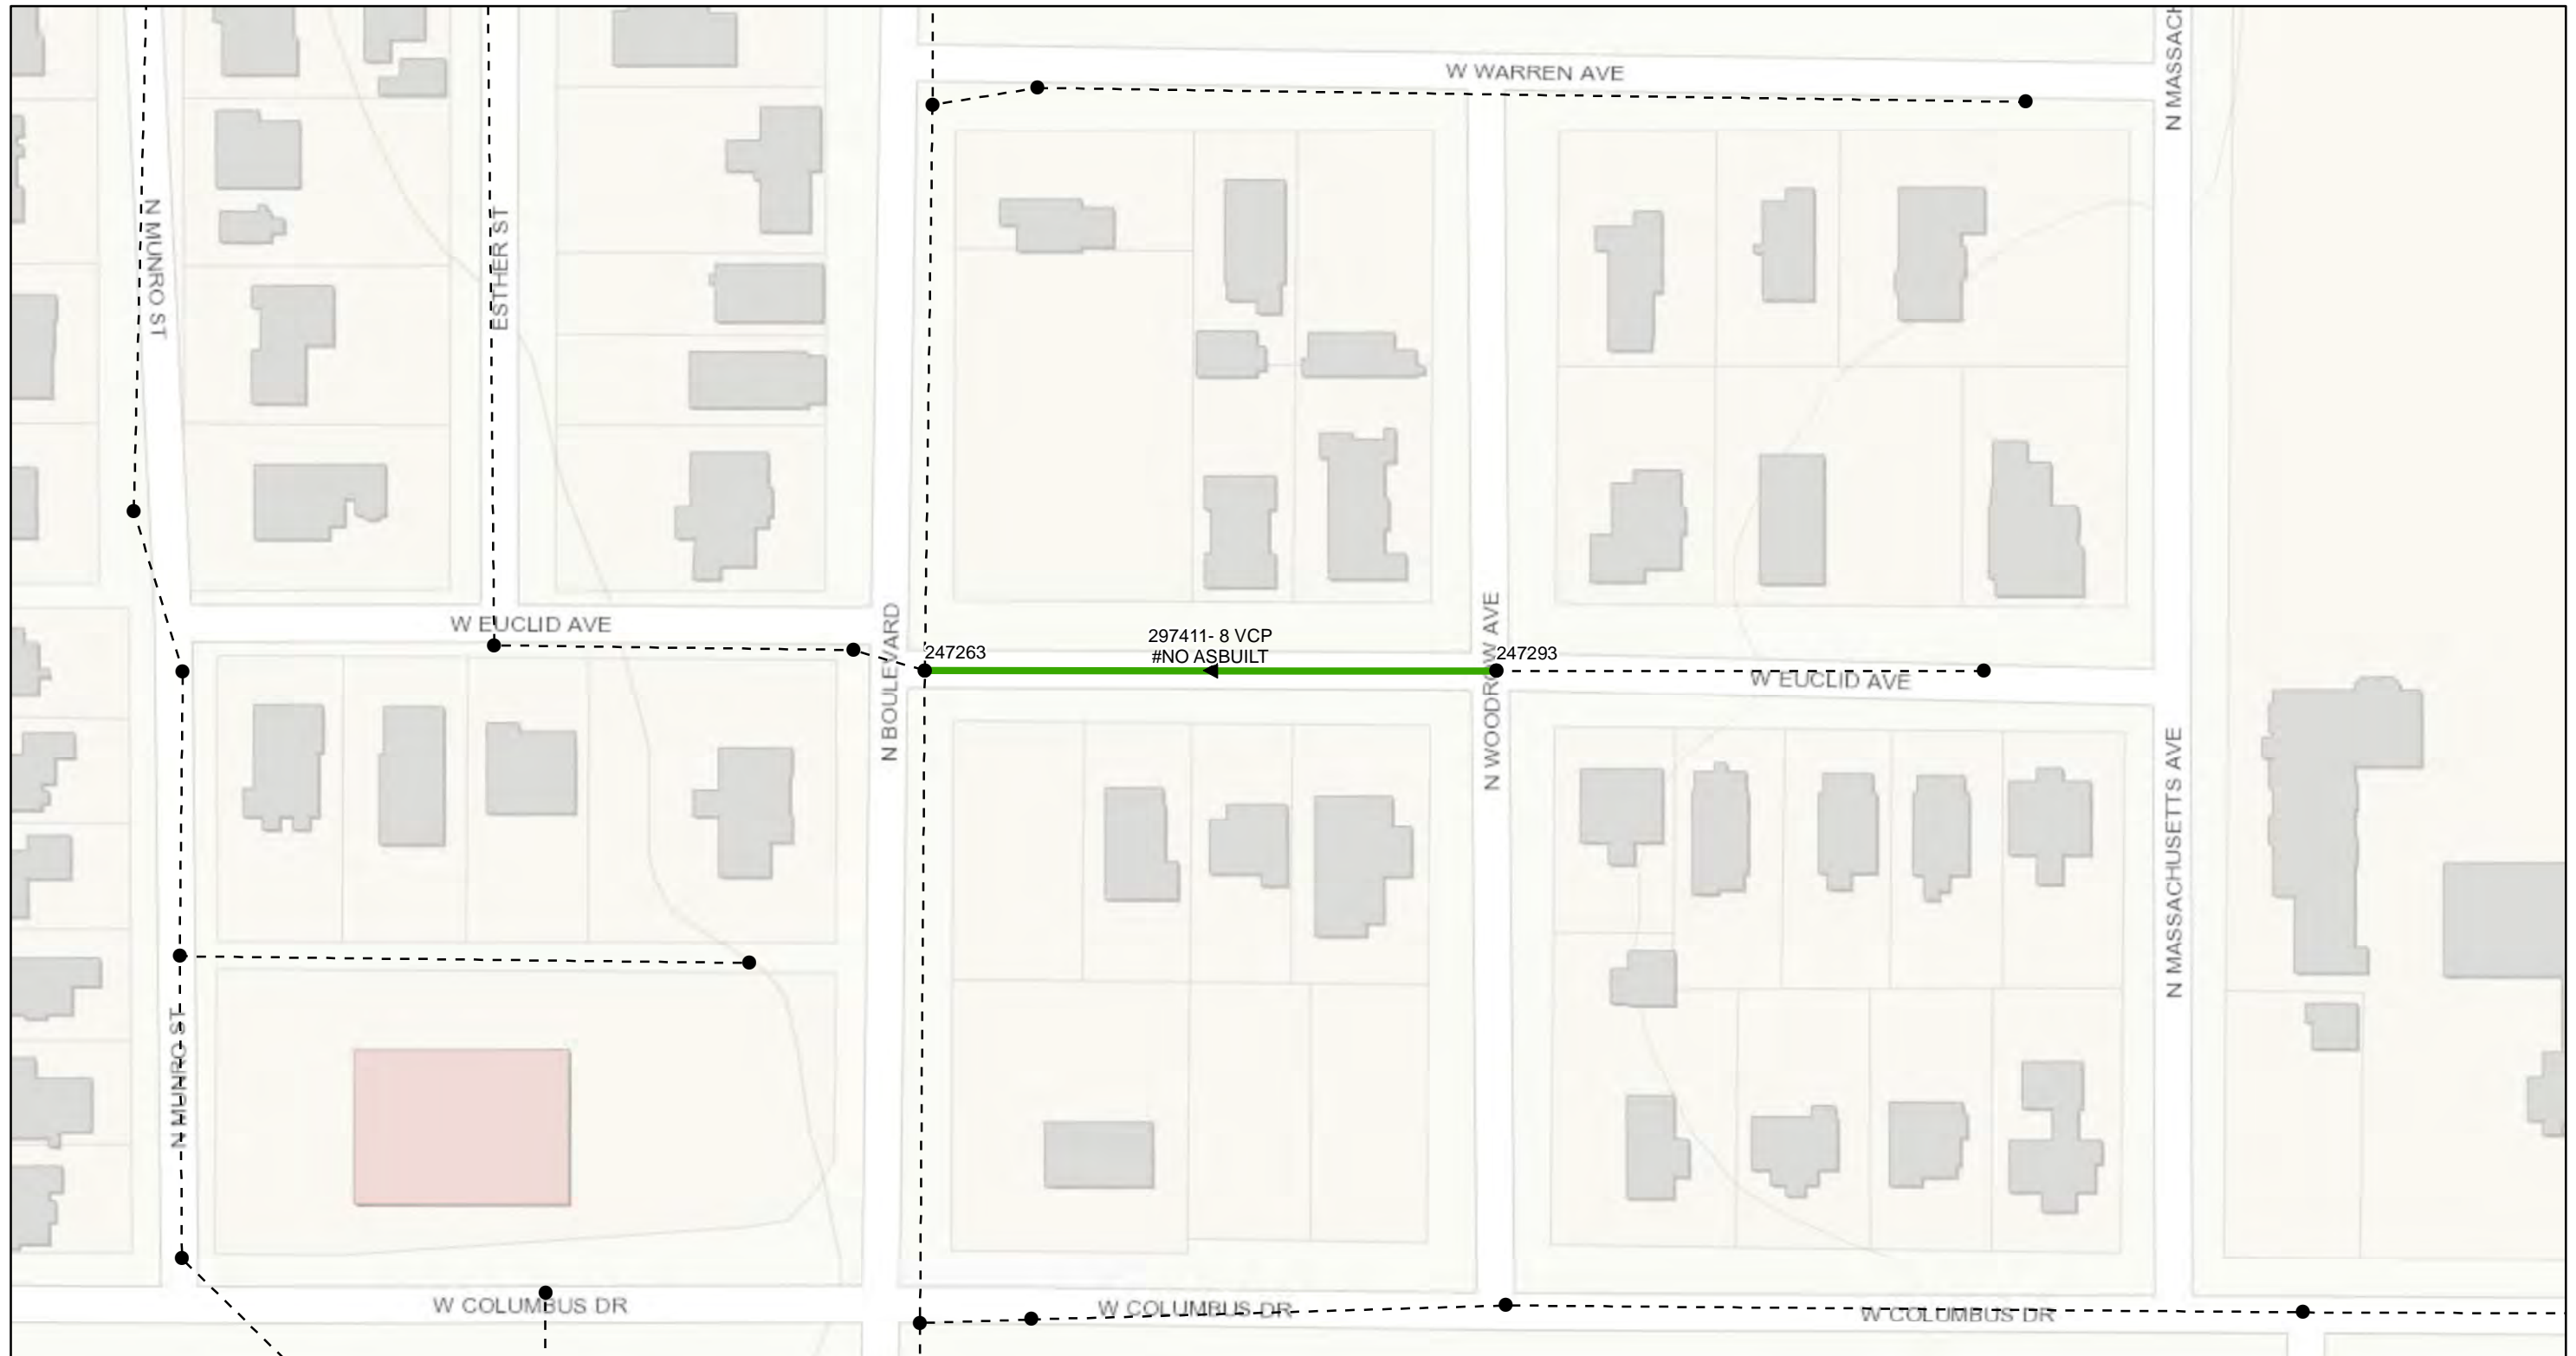 N MASSACH
W WARREN AVE
N MUNRO ST
ESTHER ST
W EUCLID AVE
N BOULEVARD
297411- 8 VCP
#NO ASBUILT
247263
N WOODROW AVE
247293
W EUCLID AVE
N MASSACHUSETTS AVE
N MUNRO ST
W COLUMBUS DR
W COLUMBUS DR
W COLUMBUS DR